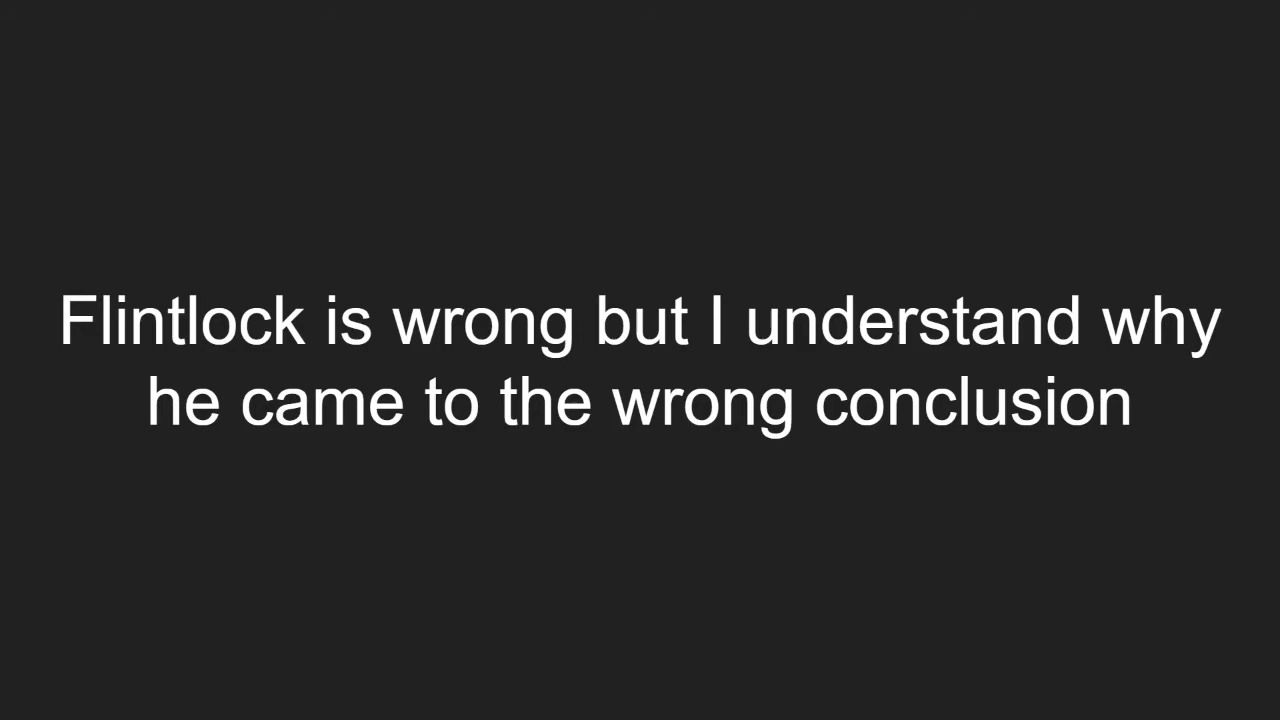 Flintlock is wrong but I understand why
he came to the wrong conclusion